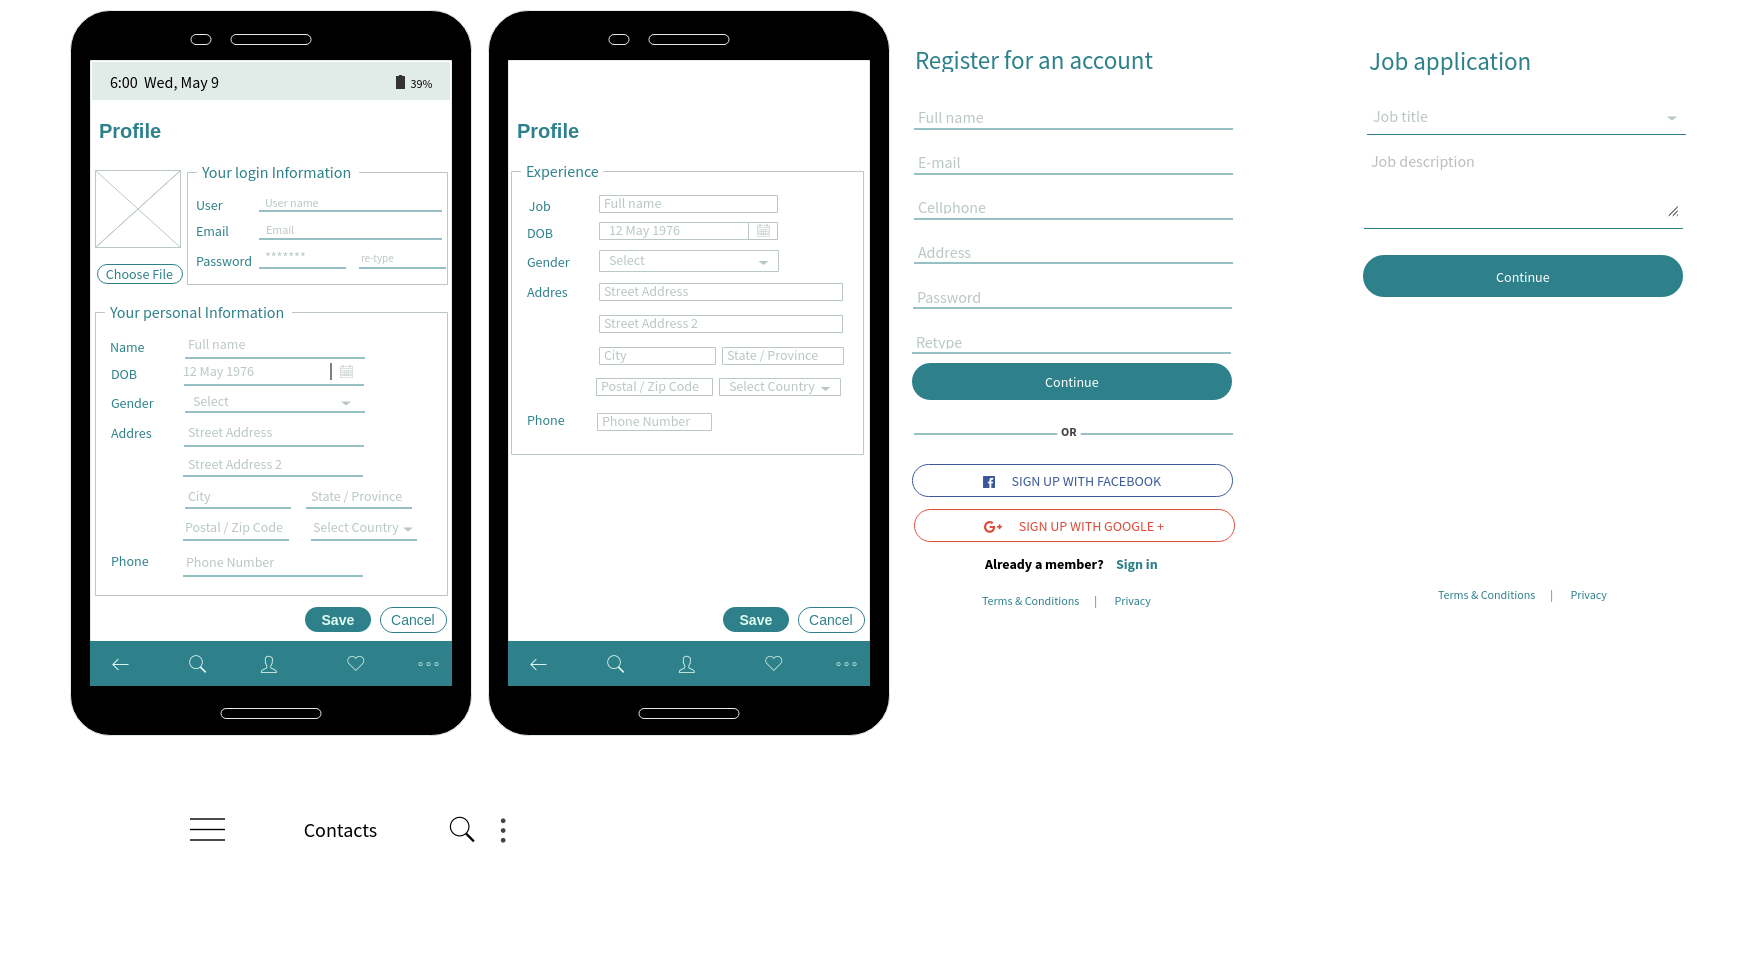 6:00 Wed, May 9 39%
Profile
Your login Information
User User name
Email Email
Password ******* re-type
Choose File
Your personal Information
Name Full name
DOB 12 May 1976
Gender Select
Addres Street Address
Street Address 2
City State / Province
Postal / Zip Code Select Country
Phone Phone Number
Save Cancel
Profile
Experience
Job Full name
DOB 12 May 1976
Gender Select
Addres Street Address
Street Address 2
City State / Province
Postal / Zip Code Select Country
Phone Phone Number
Save Cancel
Register for an account
Full name
E-mail
Cellphone
Address
Password
Retype
Continue
OR
SIGN UP WITH FACEBOOK
G+ SIGN UP WITH GOOGLE +
Already a member? Sign in
Terms & Conditions | Privacy
Job application
Job title
Job description
Continue
Terms & Conditions | Privacy
Contacts